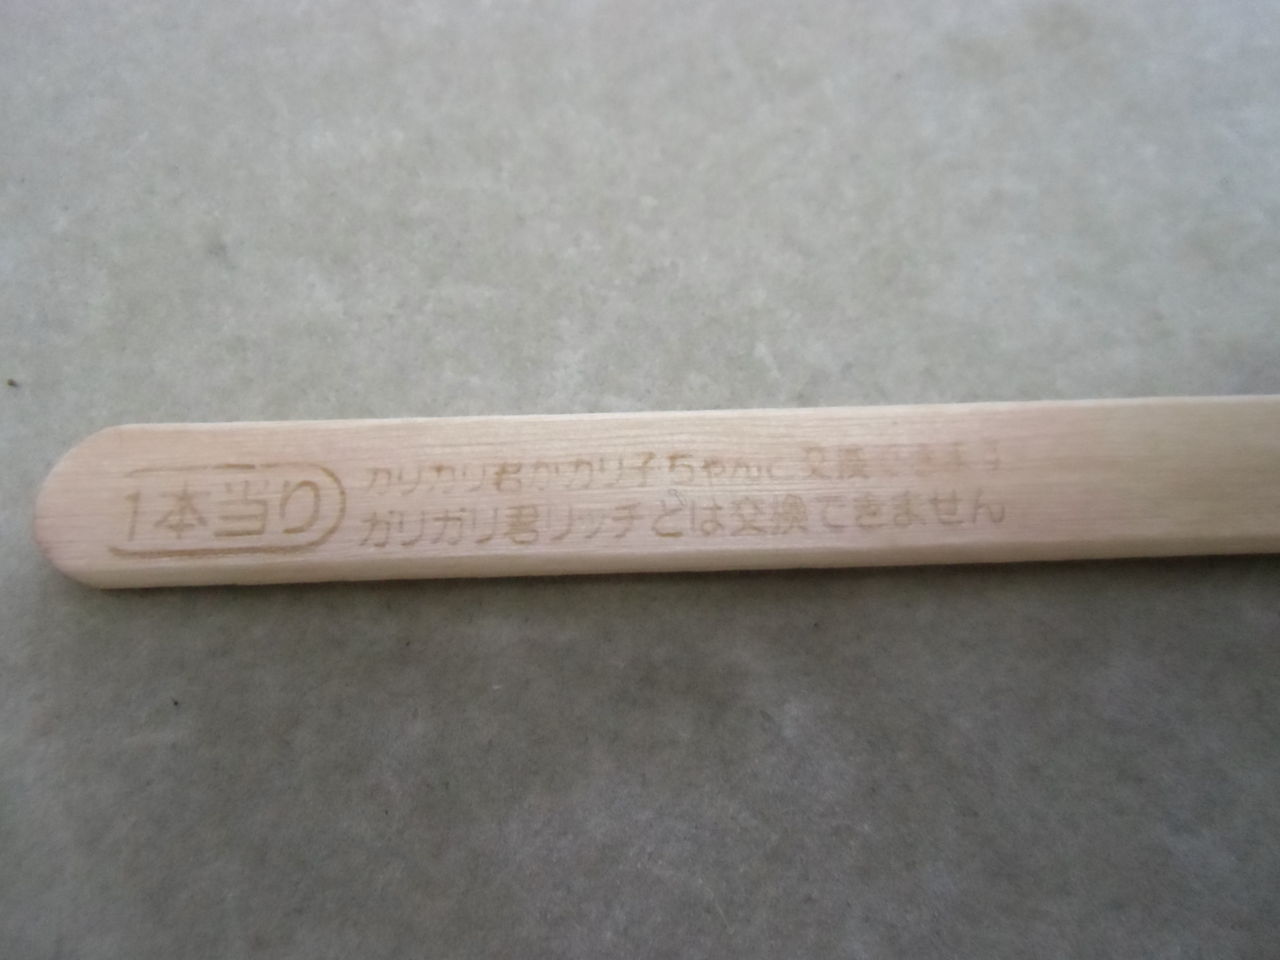 1本当り
ガリガリ君かガリ子ちゃんと交換できます
ガリガリ君リッチとは交換できません